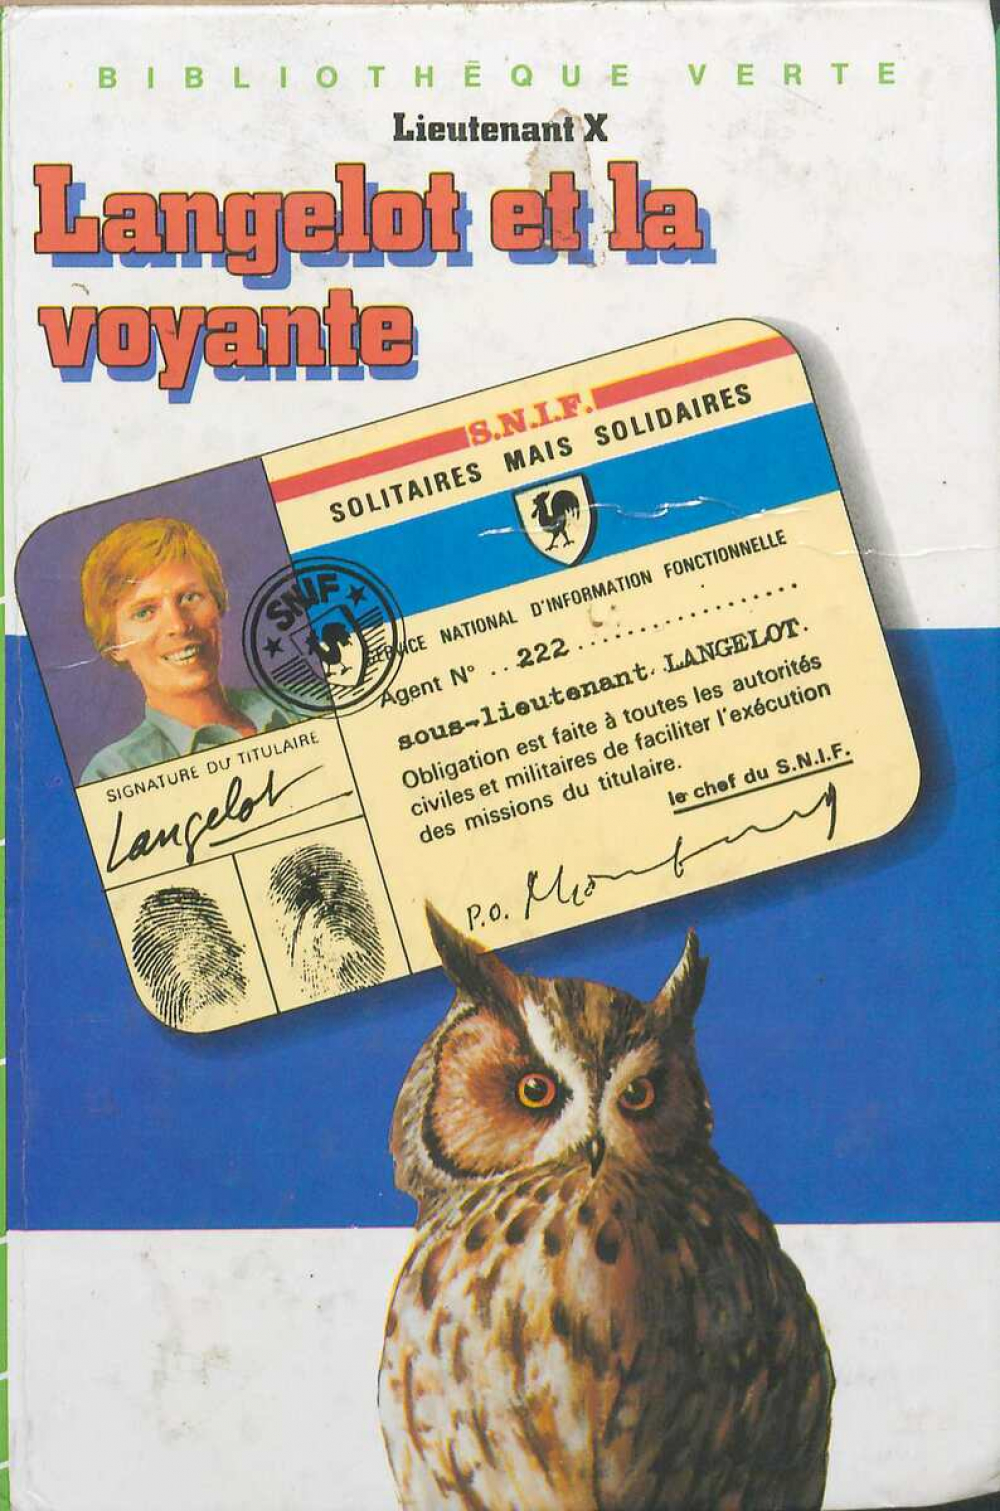 BIBLIOTHÈQUE VERTE
Lieutenant X
Langelot et la
voyante
S.N.I.F.
SOLITAIRES MAIS SOLIDAIRES
SNIF
SERVICE NATIONAL D'INFORMATION FONCTIONNELLE
Agent N° .. 222 ................
sous-lieutenant. LANGELOT.
Obligation est faite à toutes les autorités
civiles et militaires de faciliter l'exécution
des missions du titulaire.
le chef du S.N.I.F.
P.O.
SIGNATURE DU TITULAIRE
Langelot